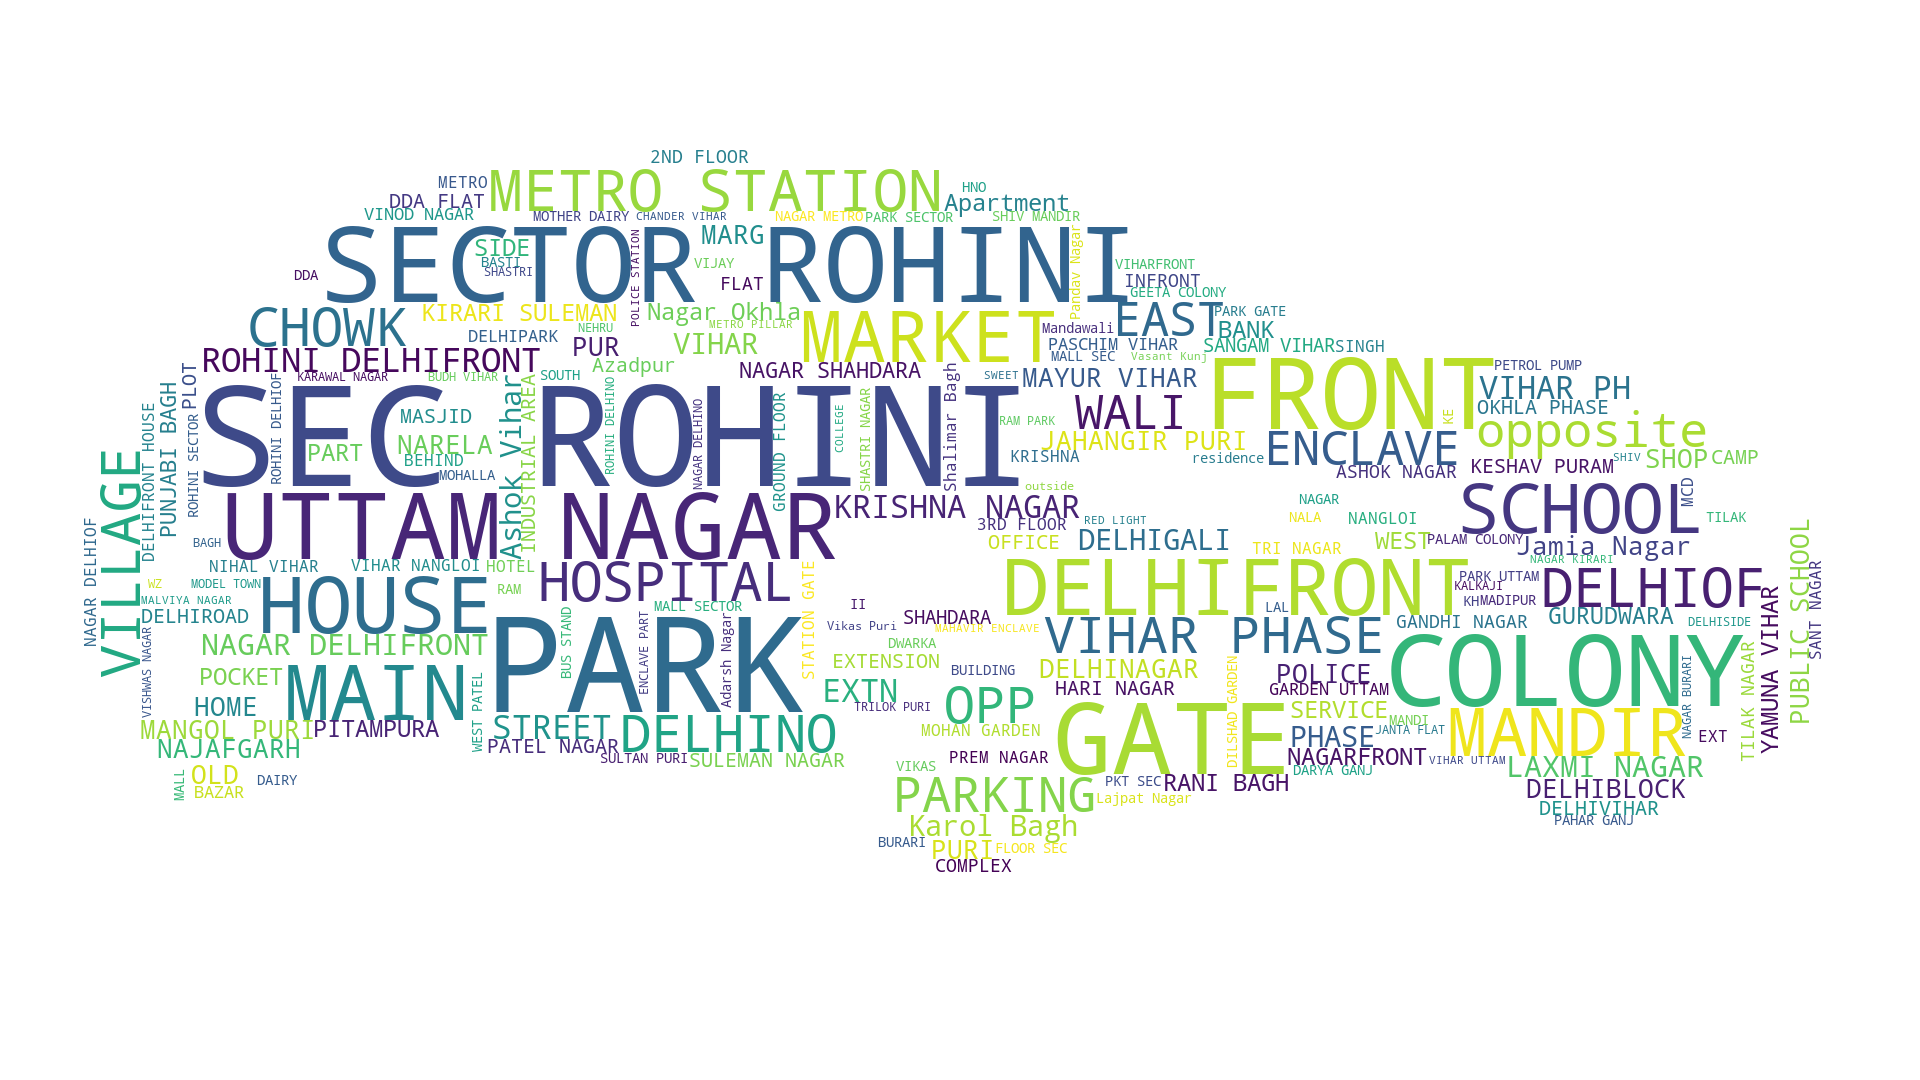 2ND FLOOR
METRO
METRO STATION
HNO
DDA FLAT
Apartment
VINOD NAGAR
MOTHER DAIRY
CHANDER VIHAR
NAGAR METRO
PARK SECTOR
SHIV MANDIR
SECTOR ROHINI
SIDE
MARG
POLICE STATION
Pandav Nagar
BASTI
SHASTRI
VIJAY
VIHARFRONT
DDA
FLAT
INFRONT
GEETA COLONY
CHOWK
KIRARI SULEMAN
Nagar Okhla
MARKET
EAST
PARK GATE
NEHRU
METRO PILLAR
Mandawali
BANK
DELHIPARK
PUR
VIHAR
PASCHIM VIHAR
SANGAM VIHAR
SINGH
ROHINI DELHIFRONT
Azadpur
NAGAR SHAHDARA
MALL SEC
Vasant Kunj
FRONT
PETROL PUMP
KARAWAL NAGAR
BUDH VIHAR
SOUTH
SWEET
MAYUR VIHAR
VIHAR PH
PLOT
PUNJABI BAGH
SEC ROHINI
ROHINI DELHIOF
Ashok Vihar
INDUSTRIAL AREA
ROHINI DELHINO
NAGAR DELHINO
GROUND FLOOR
COLLEGE
SHASTRI NAGAR
Shalimar Bagh
WALI
OKHLA PHASE
DELHIFRONT HOUSE
ROHINI SECTOR
MASJID
RAM PARK
KE
opposite
PART
NARELA
JAHANGIR PURI
ENCLAVE
BEHIND
KRISHNA
residence
SHIV
SHOP
CAMP
MOHALLA
ASHOK NAGAR
KESHAV PURAM
VILLAGE
outside
UTTAM NAGAR
KRISHNA NAGAR
NAGAR
SCHOOL
MCD
3RD FLOOR
RED LIGHT
NALA
NANGLOI
TILAK
NAGAR DELHIOF
BAGH
OFFICE
DELHIGALI
TRI NAGAR
WEST
PALAM COLONY
Jamia Nagar
PUBLIC SCHOOL
NIHAL VIHAR
VIHAR NANGLOI
HOTEL
HOSPITAL
STATION GATE
DELHIFRONT
NAGAR KIRARI
SANT NAGAR
WZ
MODEL TOWN
HOUSE
RAM
PARK UTTAM
KALKAJI
DELHIOF
YAMUNA VIHAR
MALVIYA NAGAR
MALL SECTOR
II
LAL
KH
MADIPUR
DELHIROAD
BUS STAND
ENCLAVE PART
Adarsh Nagar
PARK
Vikas Puri
SHAHDARA
MAHAVIR ENCLAVE
VIHAR PHASE
GANDHI NAGAR
GURUDWARA
DELHISIDE
VISHWAS NAGAR
NAGAR DELHIFRONT
DWARKA
COLONY
TILAK NAGAR
NAGAR BURARI
POCKET
MAIN
EXTENSION
BUILDING
DELHINAGAR
DILSHAD GARDEN
POLICE
WEST PATEL
EXTN
HARI NAGAR
GARDEN UTTAM
HOME
TRILOK PURI
OPP
GATE
SERVICE
MANDI
MANGOL PURI
PITAMPURA
STREET
DELHINO
MOHAN GARDEN
PHASE
JANTA FLAT
MANDIR
EXT
NAJAFGARH
PATEL NAGAR
SULTAN PURI
SULEMAN NAGAR
PREM NAGAR
NAGARFRONT
VIHAR UTTAM
MALL
OLD
DAIRY
VIKAS
DARYA GANJ
LAXMI NAGAR
BAZAR
PARKING
PKT SEC
RANI BAGH
DELHIBLOCK
Lajpat Nagar
DELHIVIHAR
Karol Bagh
PAHAR GANJ
BURARI
PURI
FLOOR SEC
COMPLEX